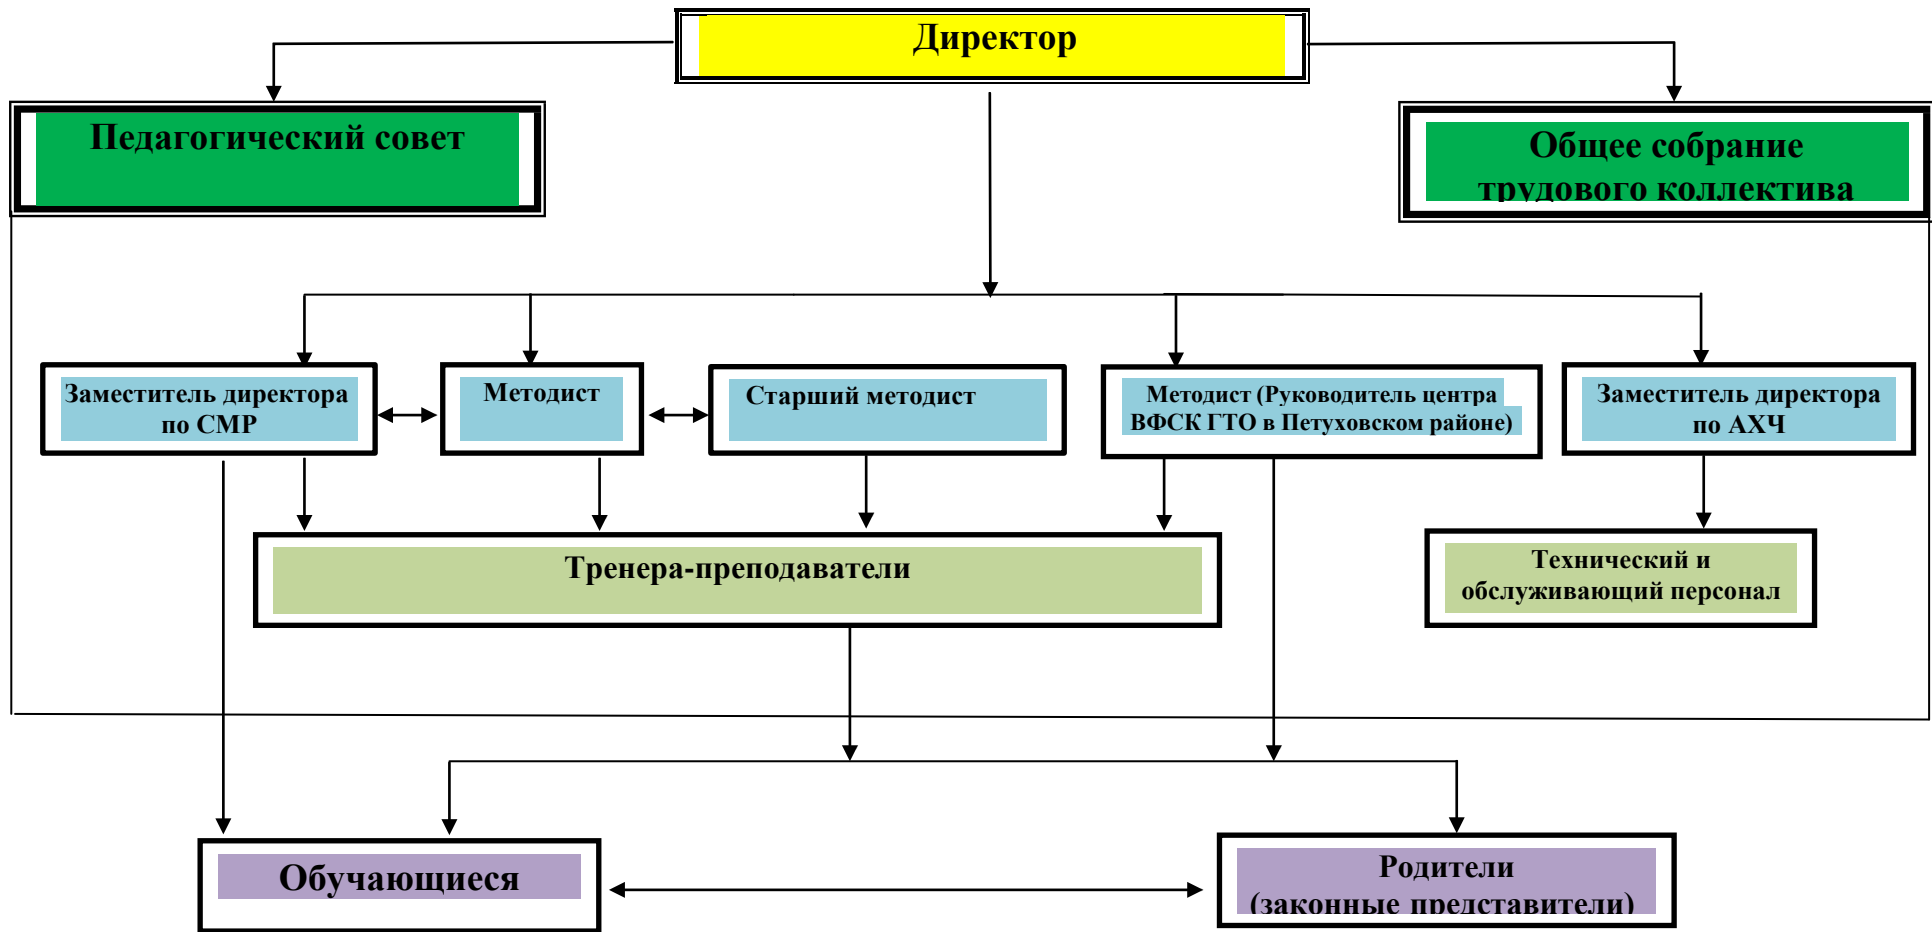 Директор
Педагогический совет
Общее собрание
трудового коллектива
Заместитель директора
по СМР
Методист
Старший методист
Методист (Руководитель центра
ВФСК ГТО в Петуховском районе)
Заместитель директора
по АХЧ
Тренера-преподаватели
Технический и
обслуживающий персонал
Обучающиеся
Родители
(законные представители)